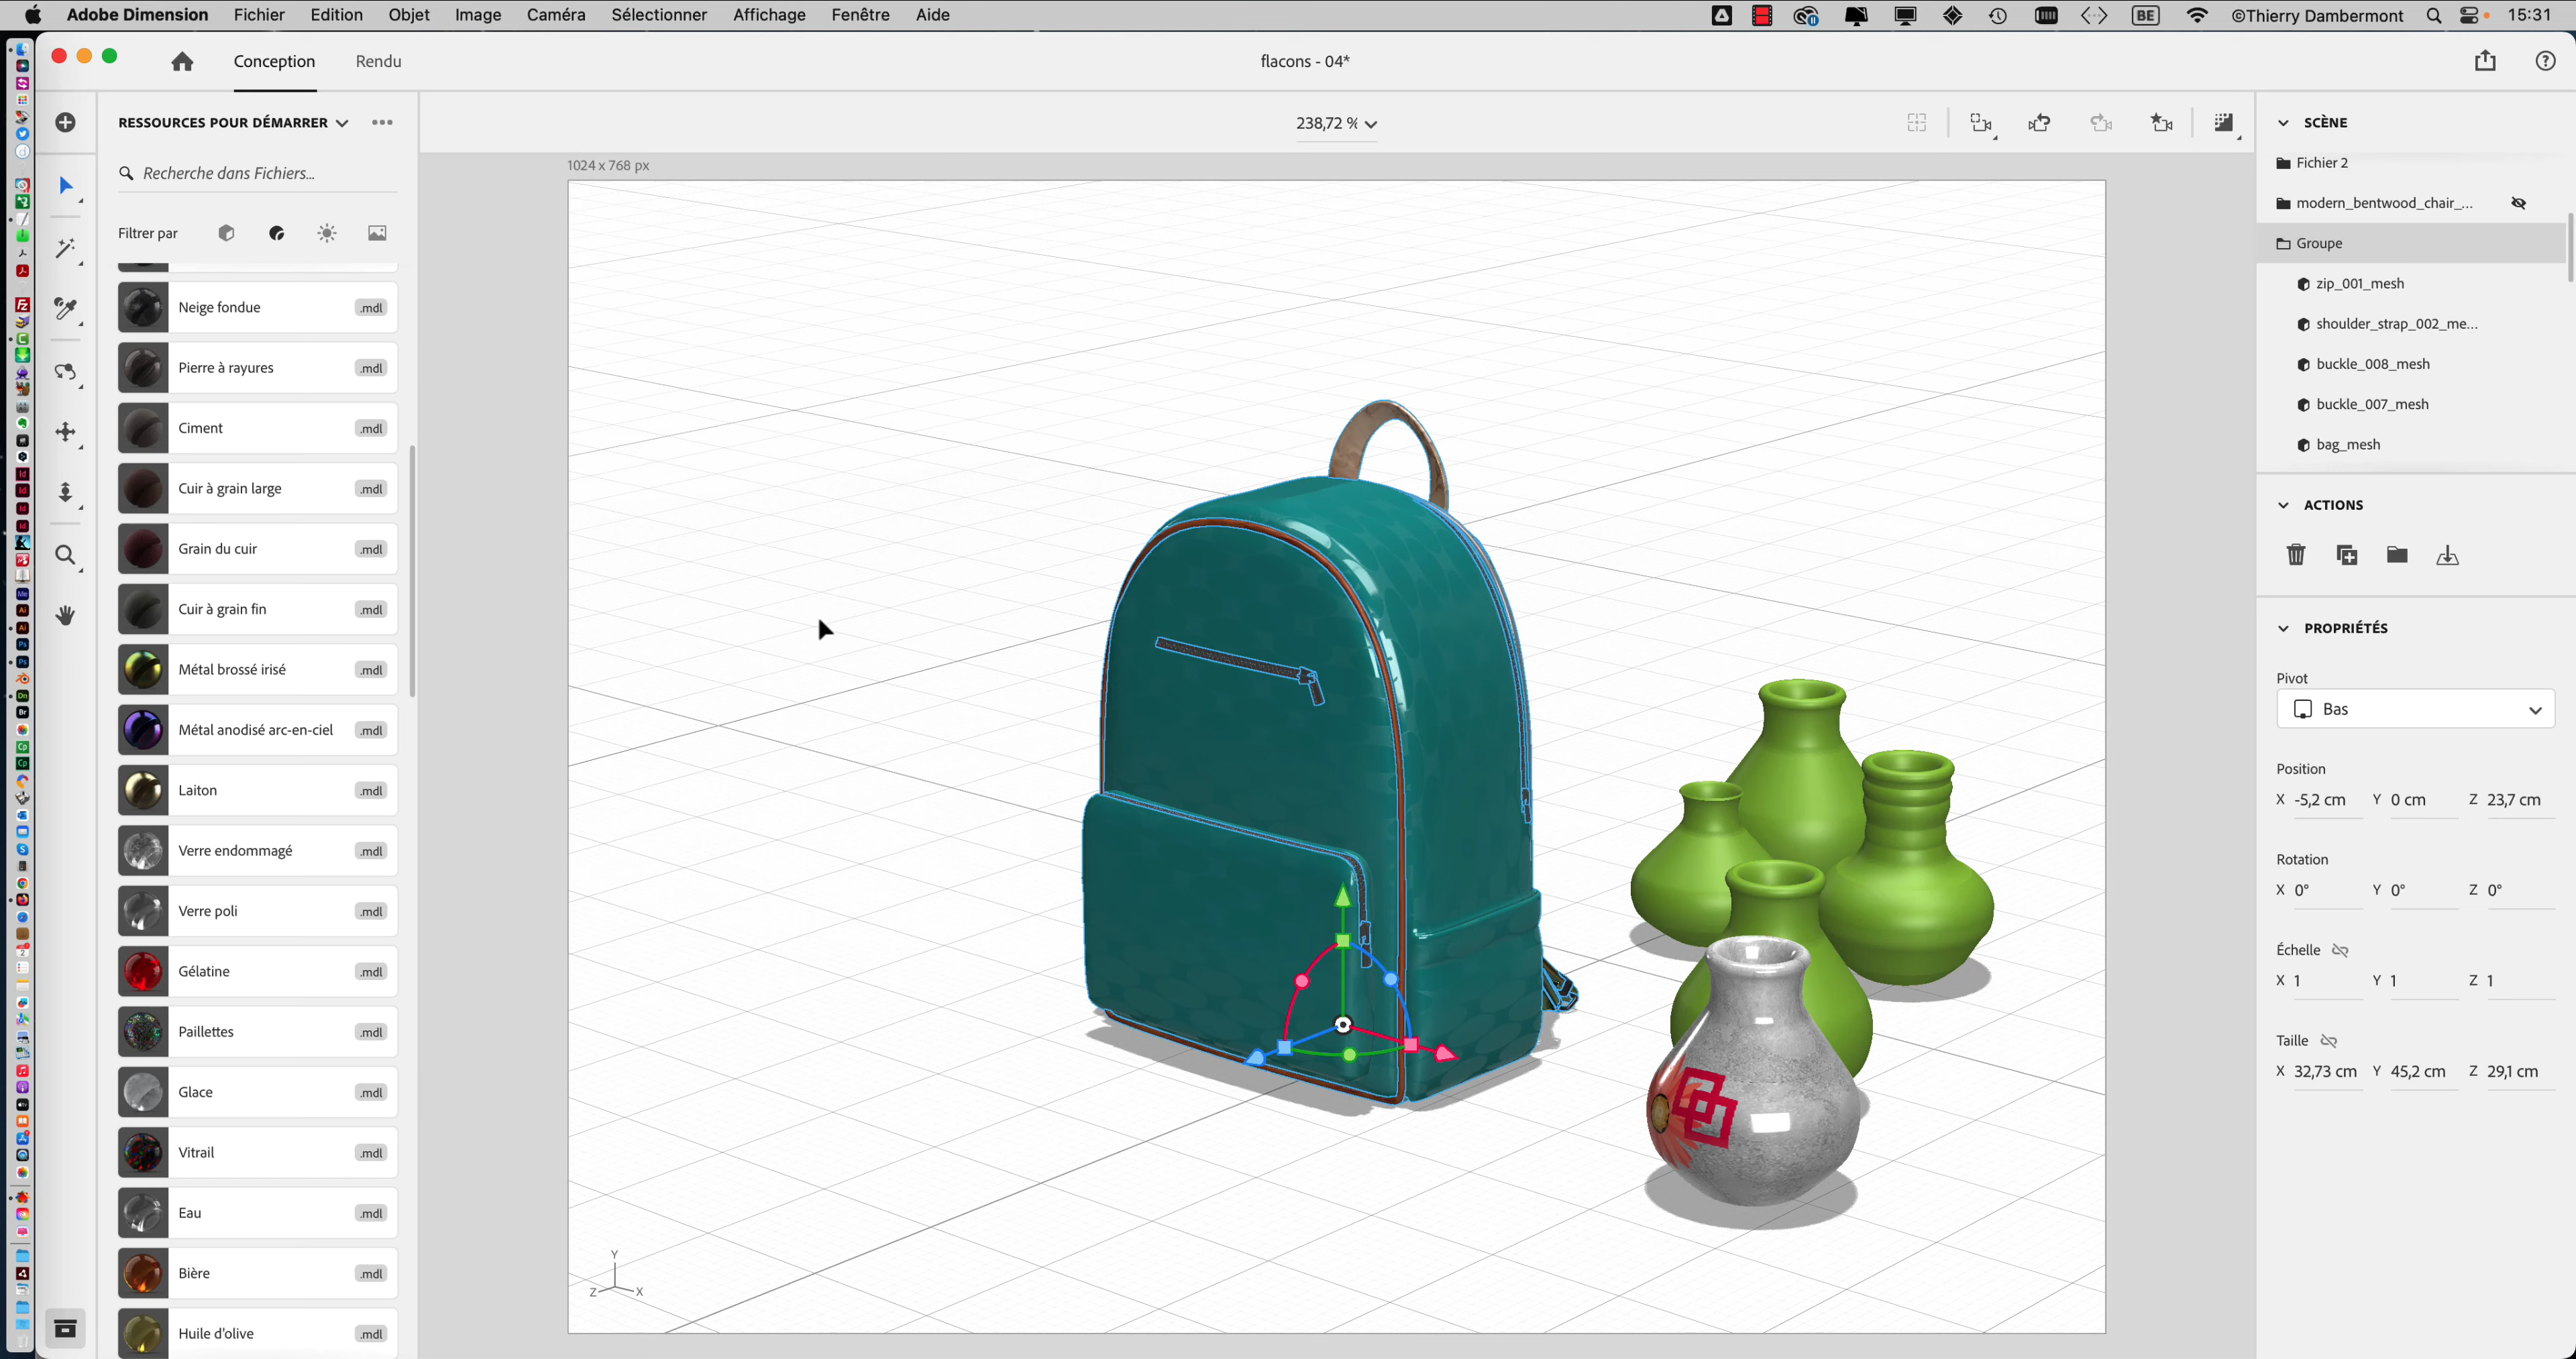 Adobe Dimension Fichier Edition Objet Image Caméra Sélectionner Affichage Fenêtre Aide BE ©Thierry Dambermont 15:31
Conception Rendu flacons - 04*
RESSOURCES POUR DÉMARRER
238,72 %
Recherche dans Fichiers...
Filtrer par
Neige fondue .mdl
Pierre à rayures .mdl
Ciment .mdl
Cuir à grain large .mdl
Grain du cuir .mdl
Cuir à grain fin .mdl
Métal brossé irisé .mdl
Métal anodisé arc-en-ciel .mdl
Laiton .mdl
Verre endommagé .mdl
Verre poli .mdl
Gélatine .mdl
Paillettes .mdl
Glace .mdl
Vitrail .mdl
Eau .mdl
Bière .mdl
Huile d'olive .mdl
1024 x 768 px
Y
Z X
SCÈNE
Fichier 2
modern_bentwood_chair_...
Groupe
zip_001_mesh
shoulder_strap_002_me...
buckle_008_mesh
buckle_007_mesh
bag_mesh
ACTIONS
PROPRIÉTÉS
Pivot
Bas
Position
X -5,2 cm Y 0 cm Z 23,7 cm
Rotation
X 0° Y 0° Z 0°
Échelle
X 1 Y 1 Z 1
Taille
X 32,73 cm Y 45,2 cm Z 29,1 cm